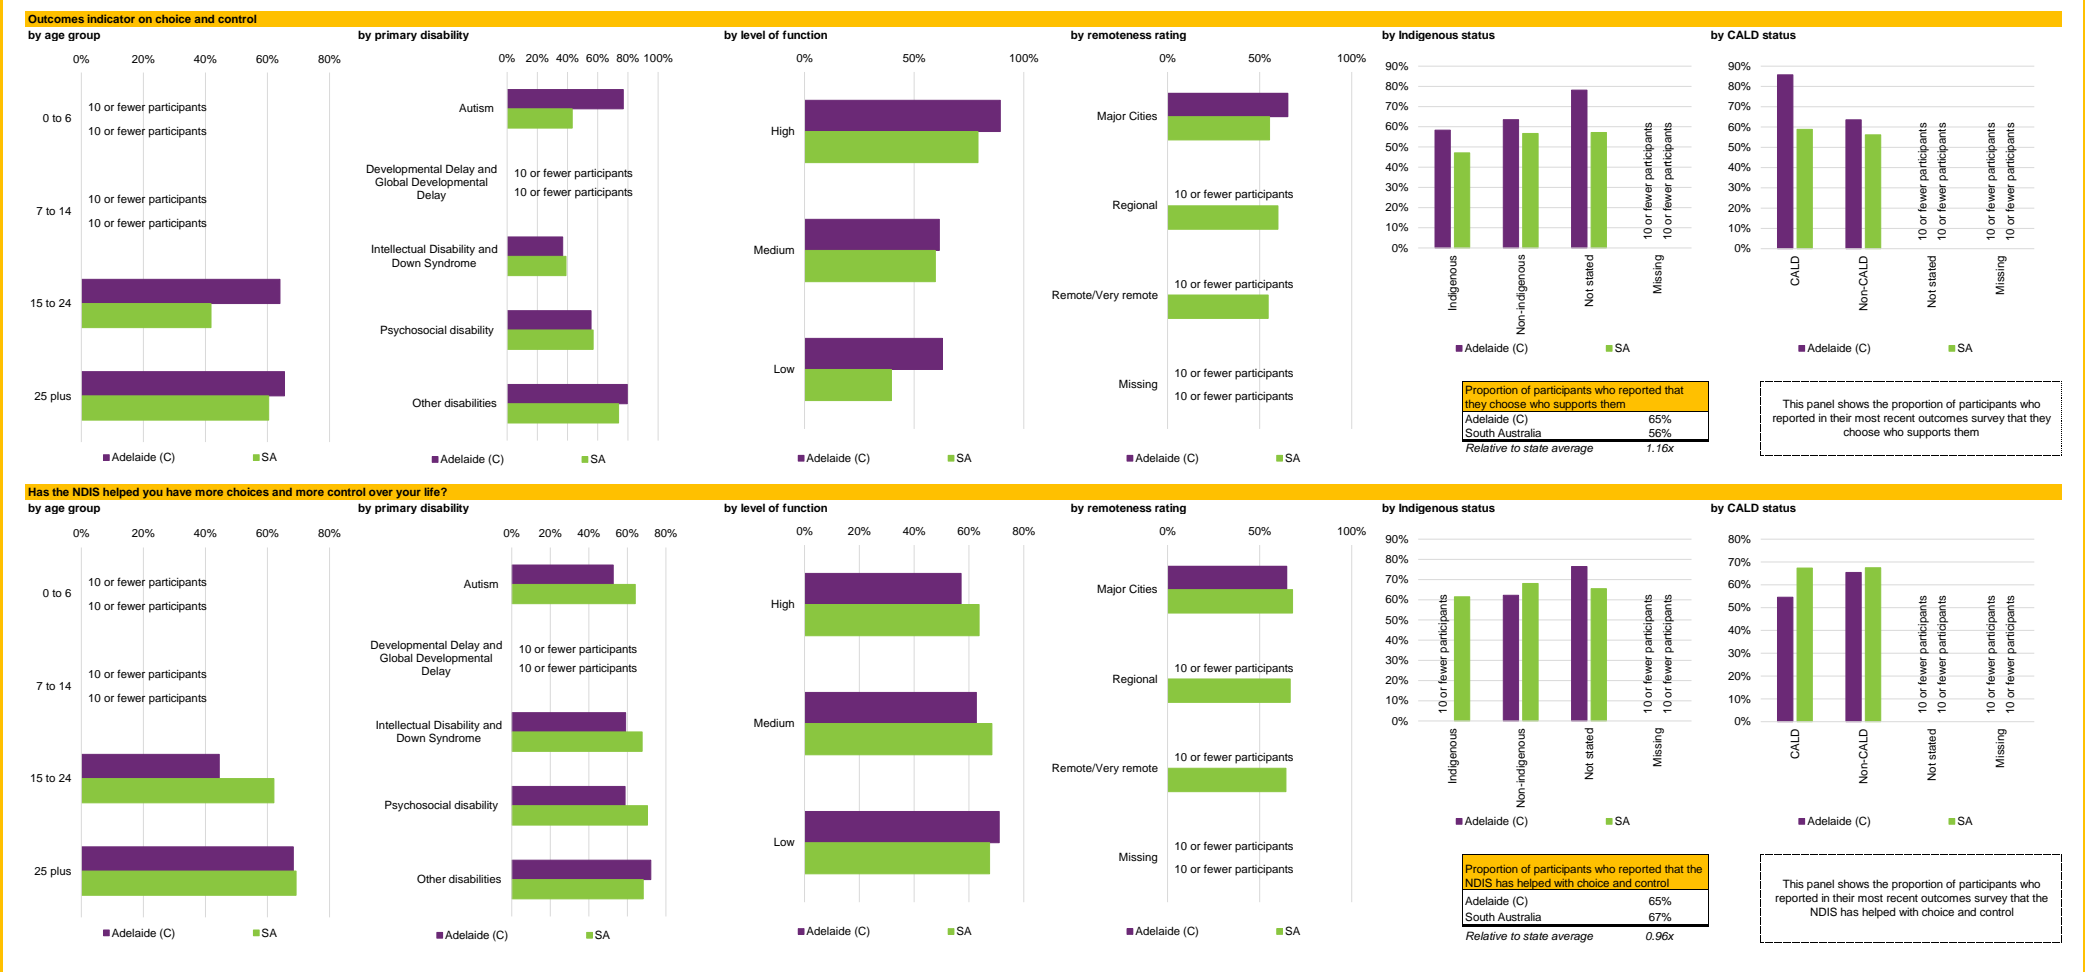 Outcomes indicator on choice and control
by age group
0% 20% 40% 60% 80%
0 to 6
10 or fewer participants
10 or fewer participants
7 to 14
10 or fewer participants
10 or fewer participants
15 to 24
25 plus
Adelaide (C) SA
by primary disability
0% 20% 40% 60% 80% 100%
Autism
Developmental Delay and
Global Developmental
Delay
10 or fewer participants
10 or fewer participants
Intellectual Disability and
Down Syndrome
Psychosocial disability
Other disabilities
Adelaide (C) SA
by level of function
0% 50% 100%
High
Medium
Low
Adelaide (C) SA
by remoteness rating
0% 50% 100%
Major Cities
Regional
10 or fewer participants
Remote/Very remote
10 or fewer participants
Missing
10 or fewer participants
10 or fewer participants
Adelaide (C) SA
by Indigenous status
90%
80%
70%
60%
50%
40%
30%
20%
10%
0%
10 or fewer participants
10 or fewer participants
Indigenous
Non-indigenous
Not stated
Missing
Adelaide (C) SA
by CALD status
90%
80%
70%
60%
50%
40%
30%
20%
10%
0%
10 or fewer participants
10 or fewer participants
10 or fewer participants
10 or fewer participants
CALD
Non-CALD
Not stated
Missing
Adelaide (C) SA
Proportion of participants who reported that
they choose who supports them
Adelaide (C) 65%
South Australia 56%
Relative to state average 1.16x
This panel shows the proportion of participants who
reported in their most recent outcomes survey that they
choose who supports them
Has the NDIS helped you have more choices and more control over your life?
by age group
0% 20% 40% 60% 80%
0 to 6
10 or fewer participants
10 or fewer participants
7 to 14
10 or fewer participants
10 or fewer participants
15 to 24
25 plus
Adelaide (C) SA
by primary disability
0% 20% 40% 60% 80%
Autism
Developmental Delay and
Global Developmental
Delay
10 or fewer participants
10 or fewer participants
Intellectual Disability and
Down Syndrome
Psychosocial disability
Other disabilities
Adelaide (C) SA
by level of function
0% 20% 40% 60% 80%
High
Medium
Low
Adelaide (C) SA
by remoteness rating
0% 50% 100%
Major Cities
Regional
10 or fewer participants
Remote/Very remote
10 or fewer participants
Missing
10 or fewer participants
10 or fewer participants
Adelaide (C) SA
by Indigenous status
90%
80%
70%
60%
50%
40%
30%
20%
10%
0%
10 or fewer participants
10 or fewer participants
10 or fewer participants
Indigenous
Non-indigenous
Not stated
Missing
Adelaide (C) SA
by CALD status
80%
70%
60%
50%
40%
30%
20%
10%
0%
10 or fewer participants
10 or fewer participants
10 or fewer participants
10 or fewer participants
CALD
Non-CALD
Not stated
Missing
Adelaide (C) SA
Proportion of participants who reported that the
NDIS has helped with choice and control
Adelaide (C) 65%
South Australia 67%
Relative to state average 0.96x
This panel shows the proportion of participants who
reported in their most recent outcomes survey that the
NDIS has helped with choice and control